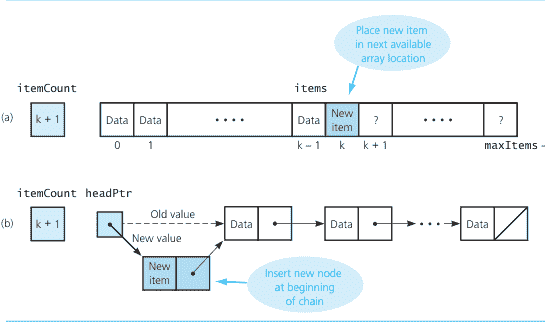 Place new item
in next available
array location
itemCount
items
(a)
k + 1
Data
Data
• • • •
Data
New
item
?
• • • •
?
0
1
k – 1
k
k + 1
maxItems –
itemCount
headPtr
(b)
k + 1
Old value
New value
Data
Data
• • •
Data
New
item
Insert new node
at beginning
of chain